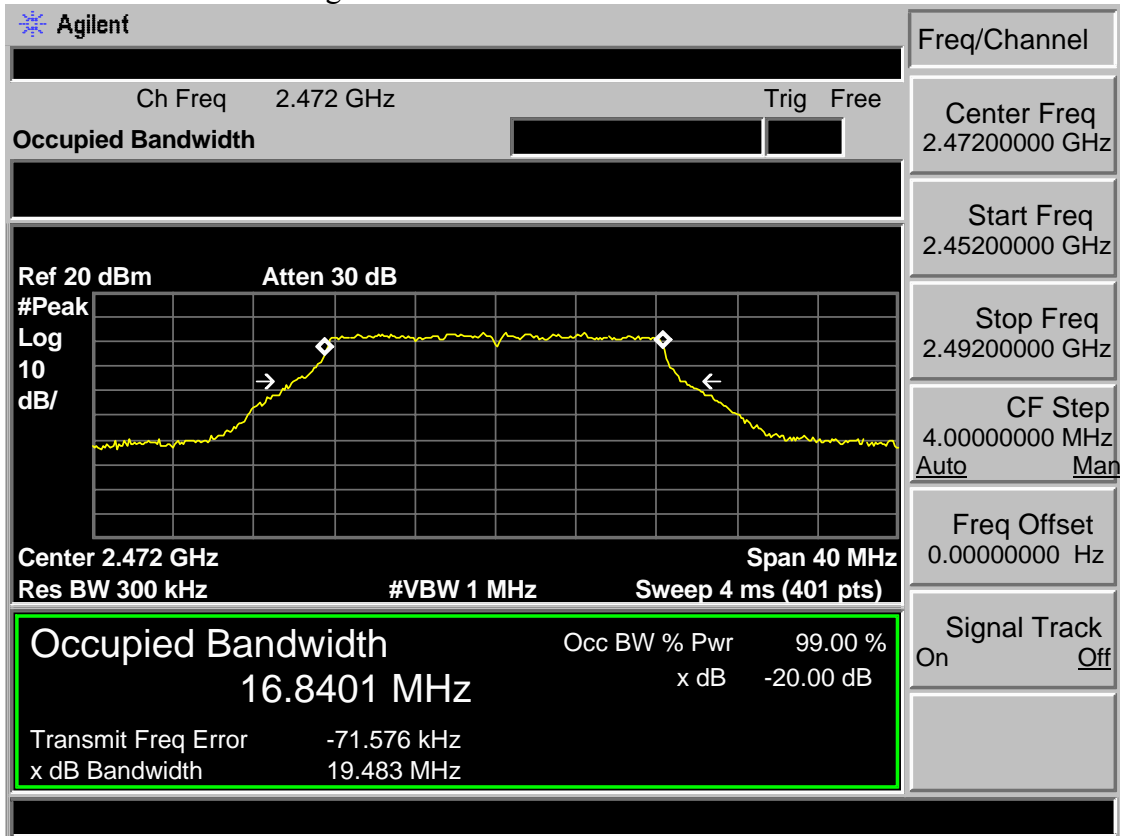 Agilent
Freq/Channel
Ch Freq 2.472 GHz Trig Free
Occupied Bandwidth
Center Freq
2.47200000 GHz
Start Freq
2.45200000 GHz
Ref 20 dBm Atten 30 dB
#Peak
Log
10
dB/
Stop Freq
2.49200000 GHz
CF Step
4.00000000 MHz
Auto Man
Freq Offset
0.00000000 Hz
Center 2.472 GHz Span 40 MHz
Res BW 300 kHz #VBW 1 MHz Sweep 4 ms (401 pts)
Signal Track
On Off
Occupied Bandwidth Occ BW % Pwr 99.00 %
16.8401 MHz x dB -20.00 dB
Transmit Freq Error -71.576 kHz
x dB Bandwidth 19.483 MHz